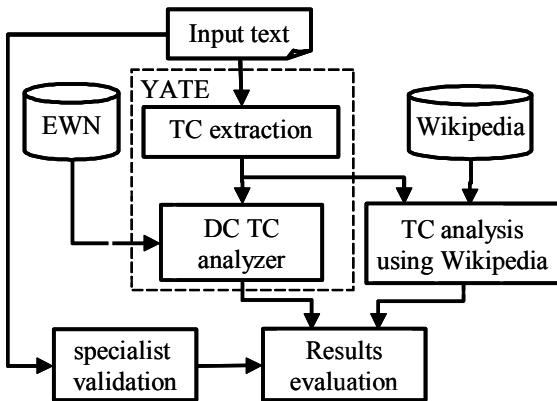 Input text
YATE
EWN
TC extraction
Wikipedia
DC TC
analyzer
TC analysis
using Wikipedia
specialist
validation
Results
evaluation